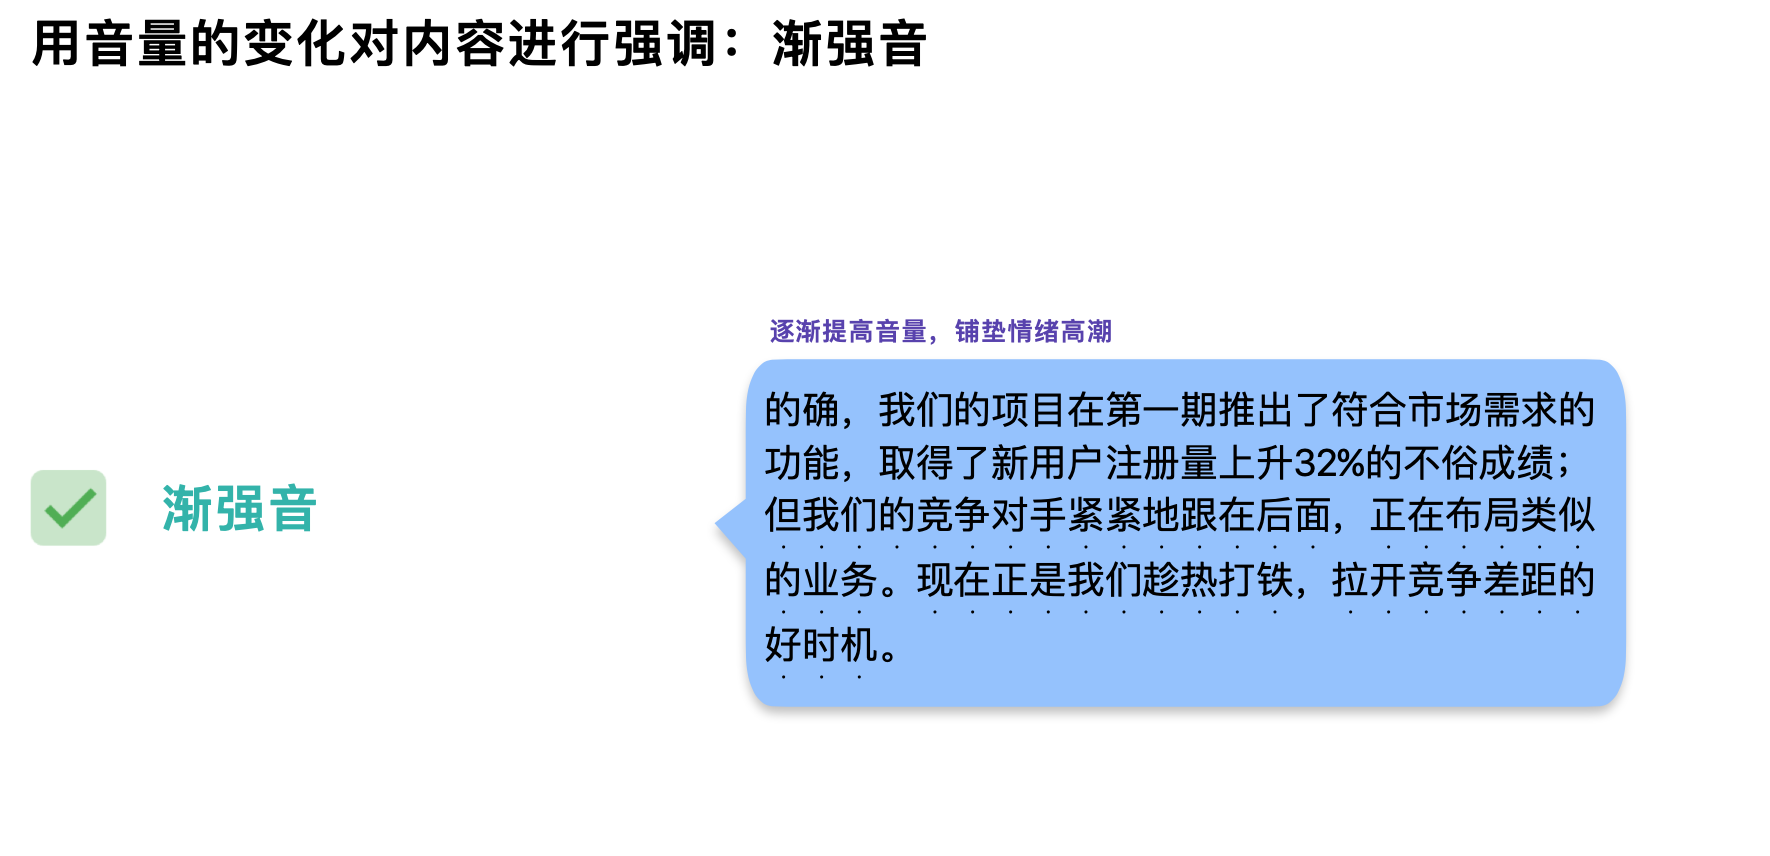 用音量的变化对内容进行强调：渐强音
逐渐提高音量，铺垫情绪高潮
渐强音
的确，我们的项目在第一期推出了符合市场需求的
功能，取得了新用户注册量上升32%的不俗成绩；
但我们的竞争对手紧紧地跟在后面，正在布局类似
的业务。现在正是我们趁热打铁，拉开竞争差距的
好时机。